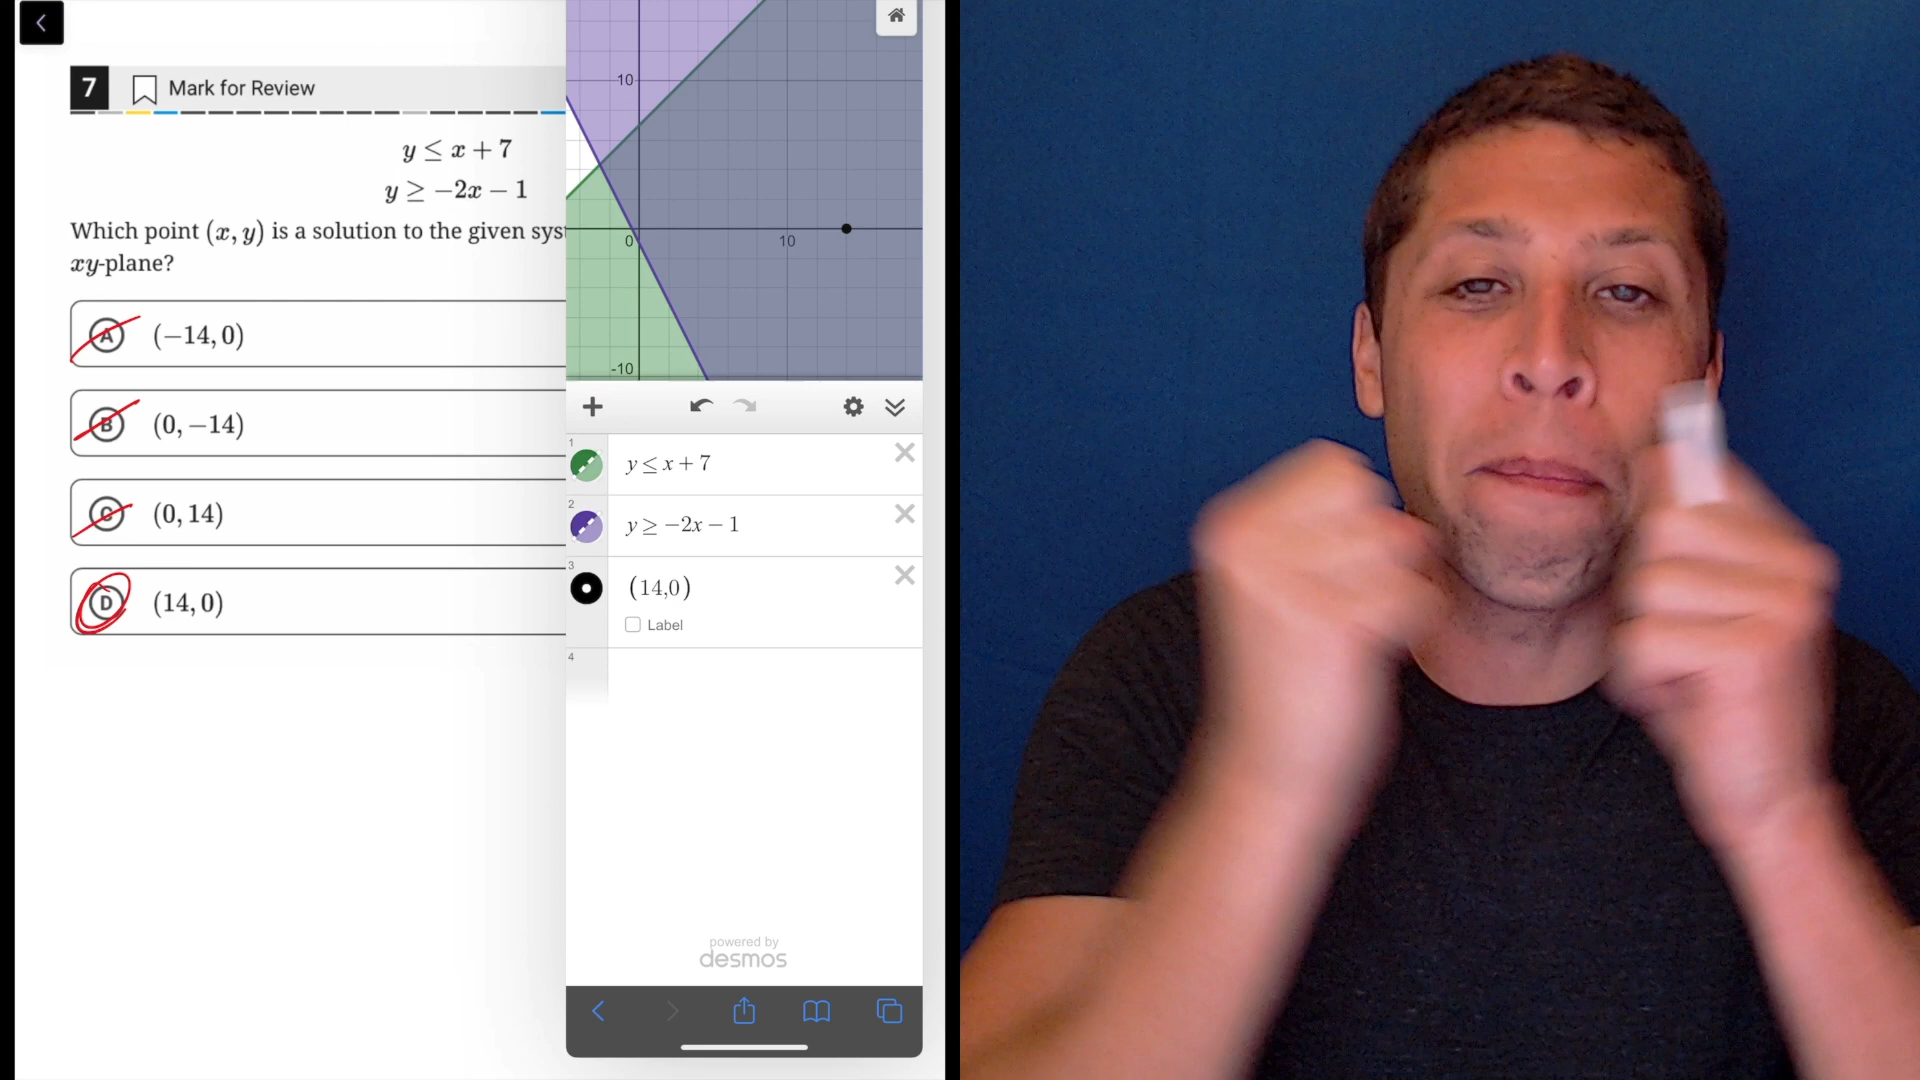 7 Mark for Review
y ≤ x + 7
y ≥ −2x − 1
Which point (x, y) is a solution to the given syst
xy-plane?
A (−14, 0)
B (0, −14)
C (0, 14)
D (14, 0)
10
0
10
-10
1
y ≤ x + 7
2
y ≥ −2x − 1
3
(14,0)
Label
4
powered by
desmos